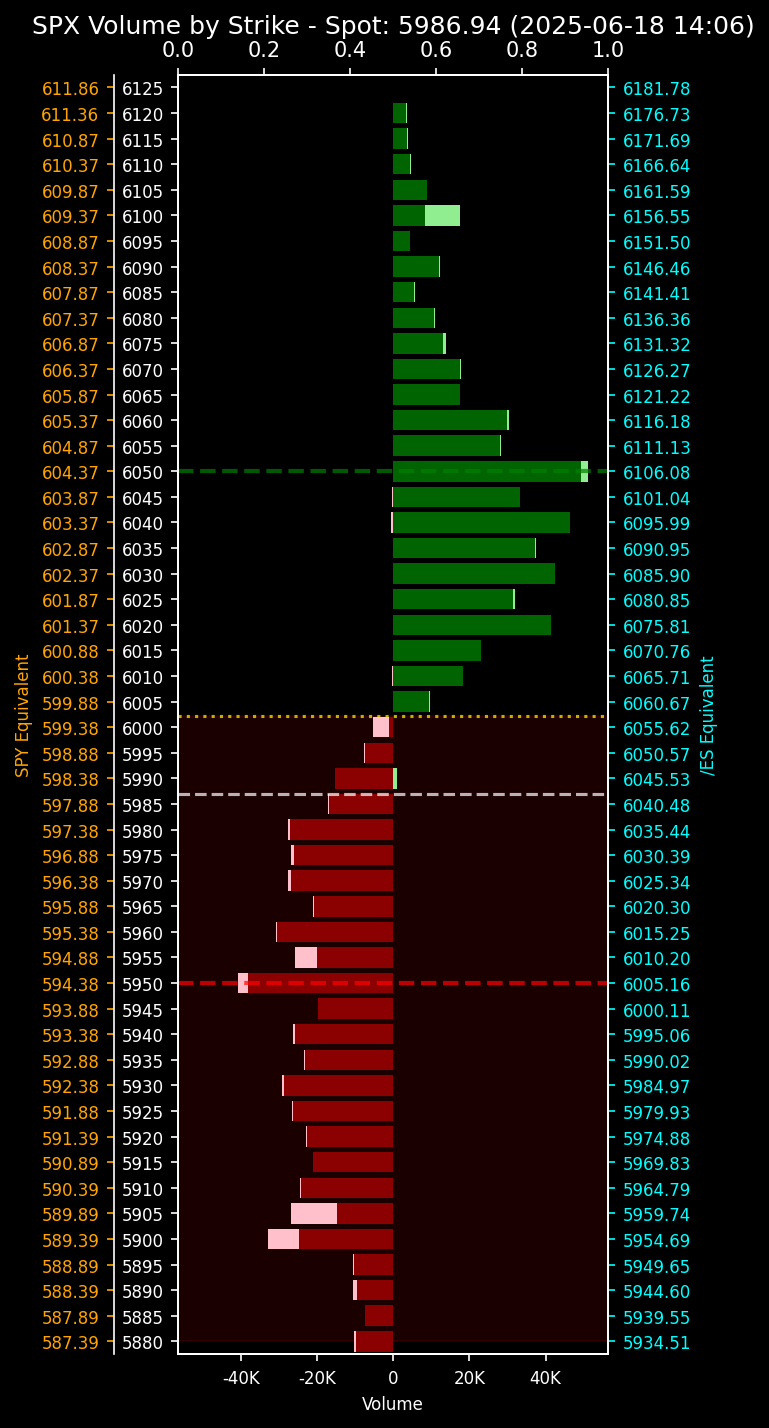 SPX Volume by Strike - Spot: 5986.94 (2025-06-18 14:06)
0.0 0.2 0.4 0.6 0.8 1.0
611.86 6125 6181.78
611.36 6120 6176.73
610.87 6115 6171.69
610.37 6110 6166.64
609.87 6105 6161.59
609.37 6100 6156.55
608.87 6095 6151.50
608.37 6090 6146.46
607.87 6085 6141.41
607.37 6080 6136.36
606.87 6075 6131.32
606.37 6070 6126.27
605.87 6065 6121.22
605.37 6060 6116.18
604.87 6055 6111.13
604.37 6050 6106.08
603.87 6045 6101.04
603.37 6040 6095.99
602.87 6035 6090.95
602.37 6030 6085.90
601.87 6025 6080.85
601.37 6020 6075.81
600.88 6015 6070.76
600.38 6010 6065.71
599.88 6005 6060.67
599.38 6000 6055.62
598.88 5995 6050.57
598.38 5990 6045.53
597.88 5985 6040.48
597.38 5980 6035.44
596.88 5975 6030.39
596.38 5970 6025.34
595.88 5965 6020.30
595.38 5960 6015.25
594.88 5955 6010.20
594.38 5950 6005.16
593.88 5945 6000.11
593.38 5940 5995.06
592.88 5935 5990.02
592.38 5930 5984.97
591.88 5925 5979.93
591.39 5920 5974.88
590.89 5915 5969.83
590.39 5910 5964.79
589.89 5905 5959.74
589.39 5900 5954.69
588.89 5895 5949.65
588.39 5890 5944.60
587.89 5885 5939.55
587.39 5880 5934.51
SPY Equivalent
/ES Equivalent
-40K -20K 0 20K 40K
Volume